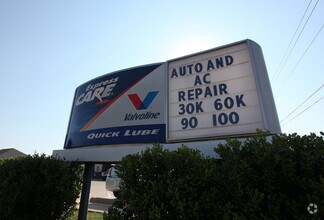 Express
CARE
Valvoline
QUICK LUBE
AUTO AND
AC
REPAIR
30K 60K
90 100